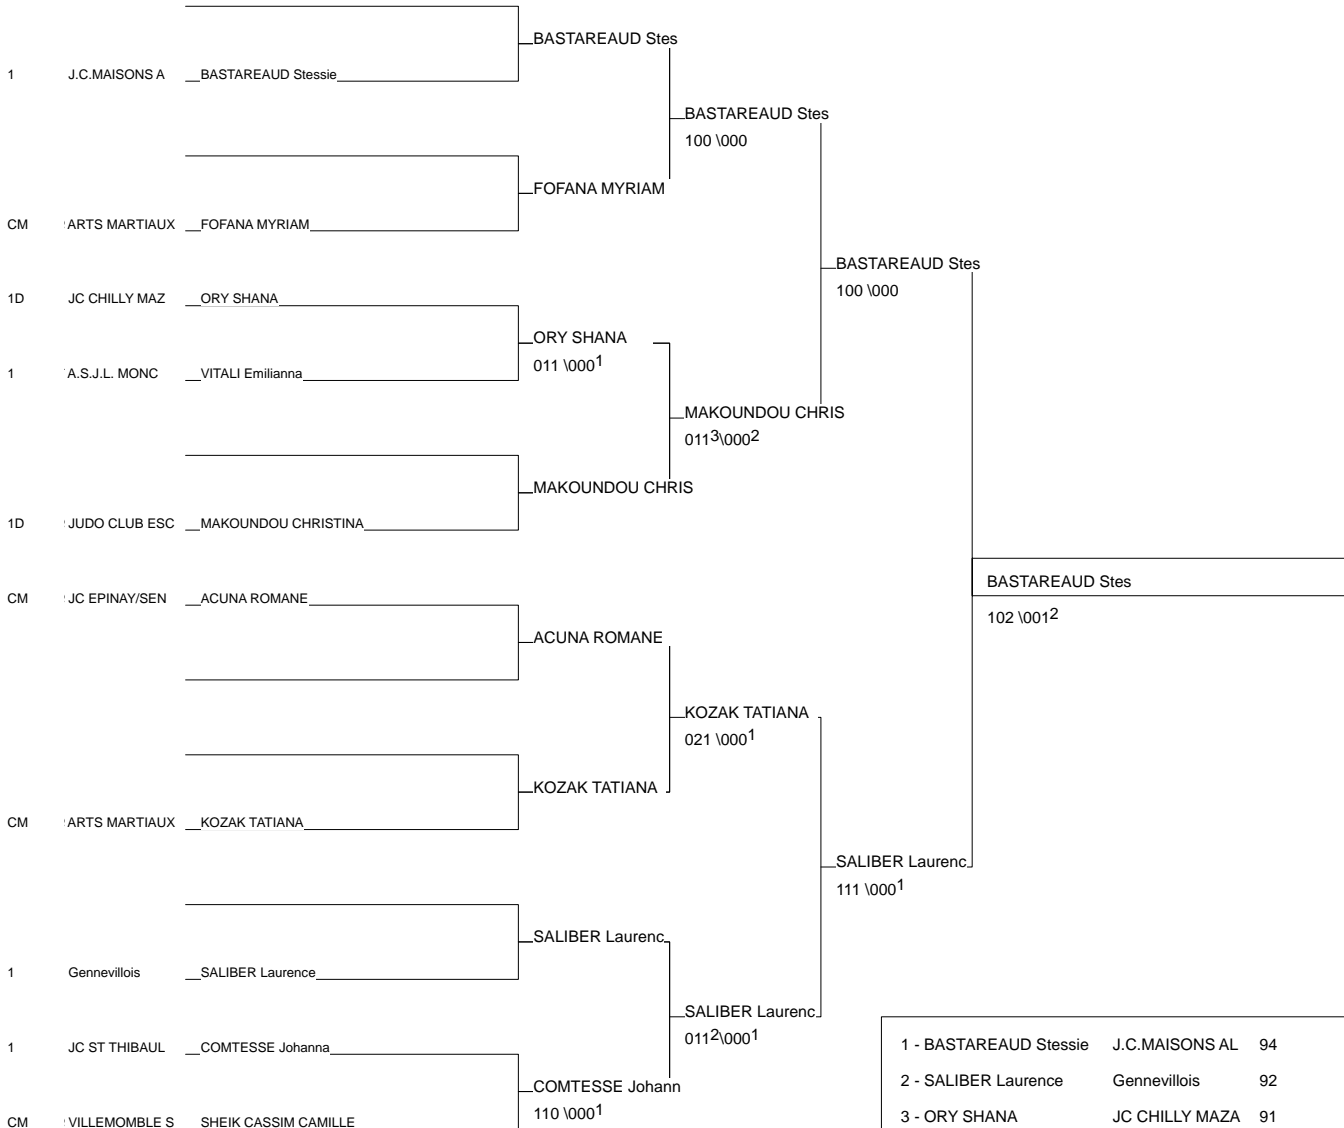 BASTAREAUD Stes
1 J.C.MAISONS A BASTAREAUD Stessie
BASTAREAUD Stes
100 \000
FOFANA MYRIAM
CM ARTS MARTIAUX FOFANA MYRIAM
BASTAREAUD Stes
100 \000
1D JC CHILLY MAZ ORY SHANA
ORY SHANA
011 \000¹
1 A.S.J.L. MONC VITALI Emilianna
MAKOUNDOU CHRIS
011³\000²
MAKOUNDOU CHRIS
1D JUDO CLUB ESC MAKOUNDOU CHRISTINA
BASTAREAUD Stes
102 \001²
CM JC EPINAY/SEN ACUNA ROMANE
ACUNA ROMANE
KOZAK TATIANA
021 \000¹
KOZAK TATIANA
CM ARTS MARTIAUX KOZAK TATIANA
SALIBER Laurenc
111 \000¹
SALIBER Laurenc
1 Gennevillois SALIBER Laurence
SALIBER Laurenc
011²\000¹
1 JC ST THIBAUL COMTESSE Johanna
COMTESSE Johann
110 \000¹
CM VILLEMOMBLE S SHEIK CASSIM CAMILLE
1 - BASTAREAUD Stessie J.C.MAISONS AL 94
2 - SALIBER Laurence Gennevillois 92
3 - ORY SHANA JC CHILLY MAZA 91